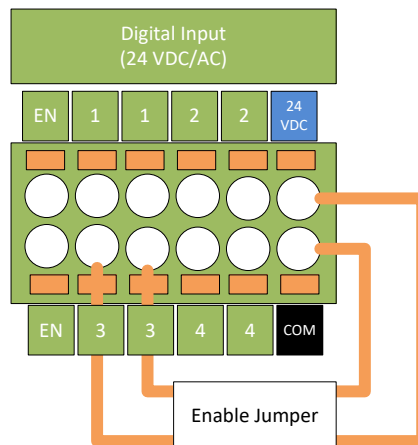 Digital Input
(24 VDC/AC)
EN 1 1 2 2 24
VDC
EN 3 3 4 4 COM
Enable Jumper